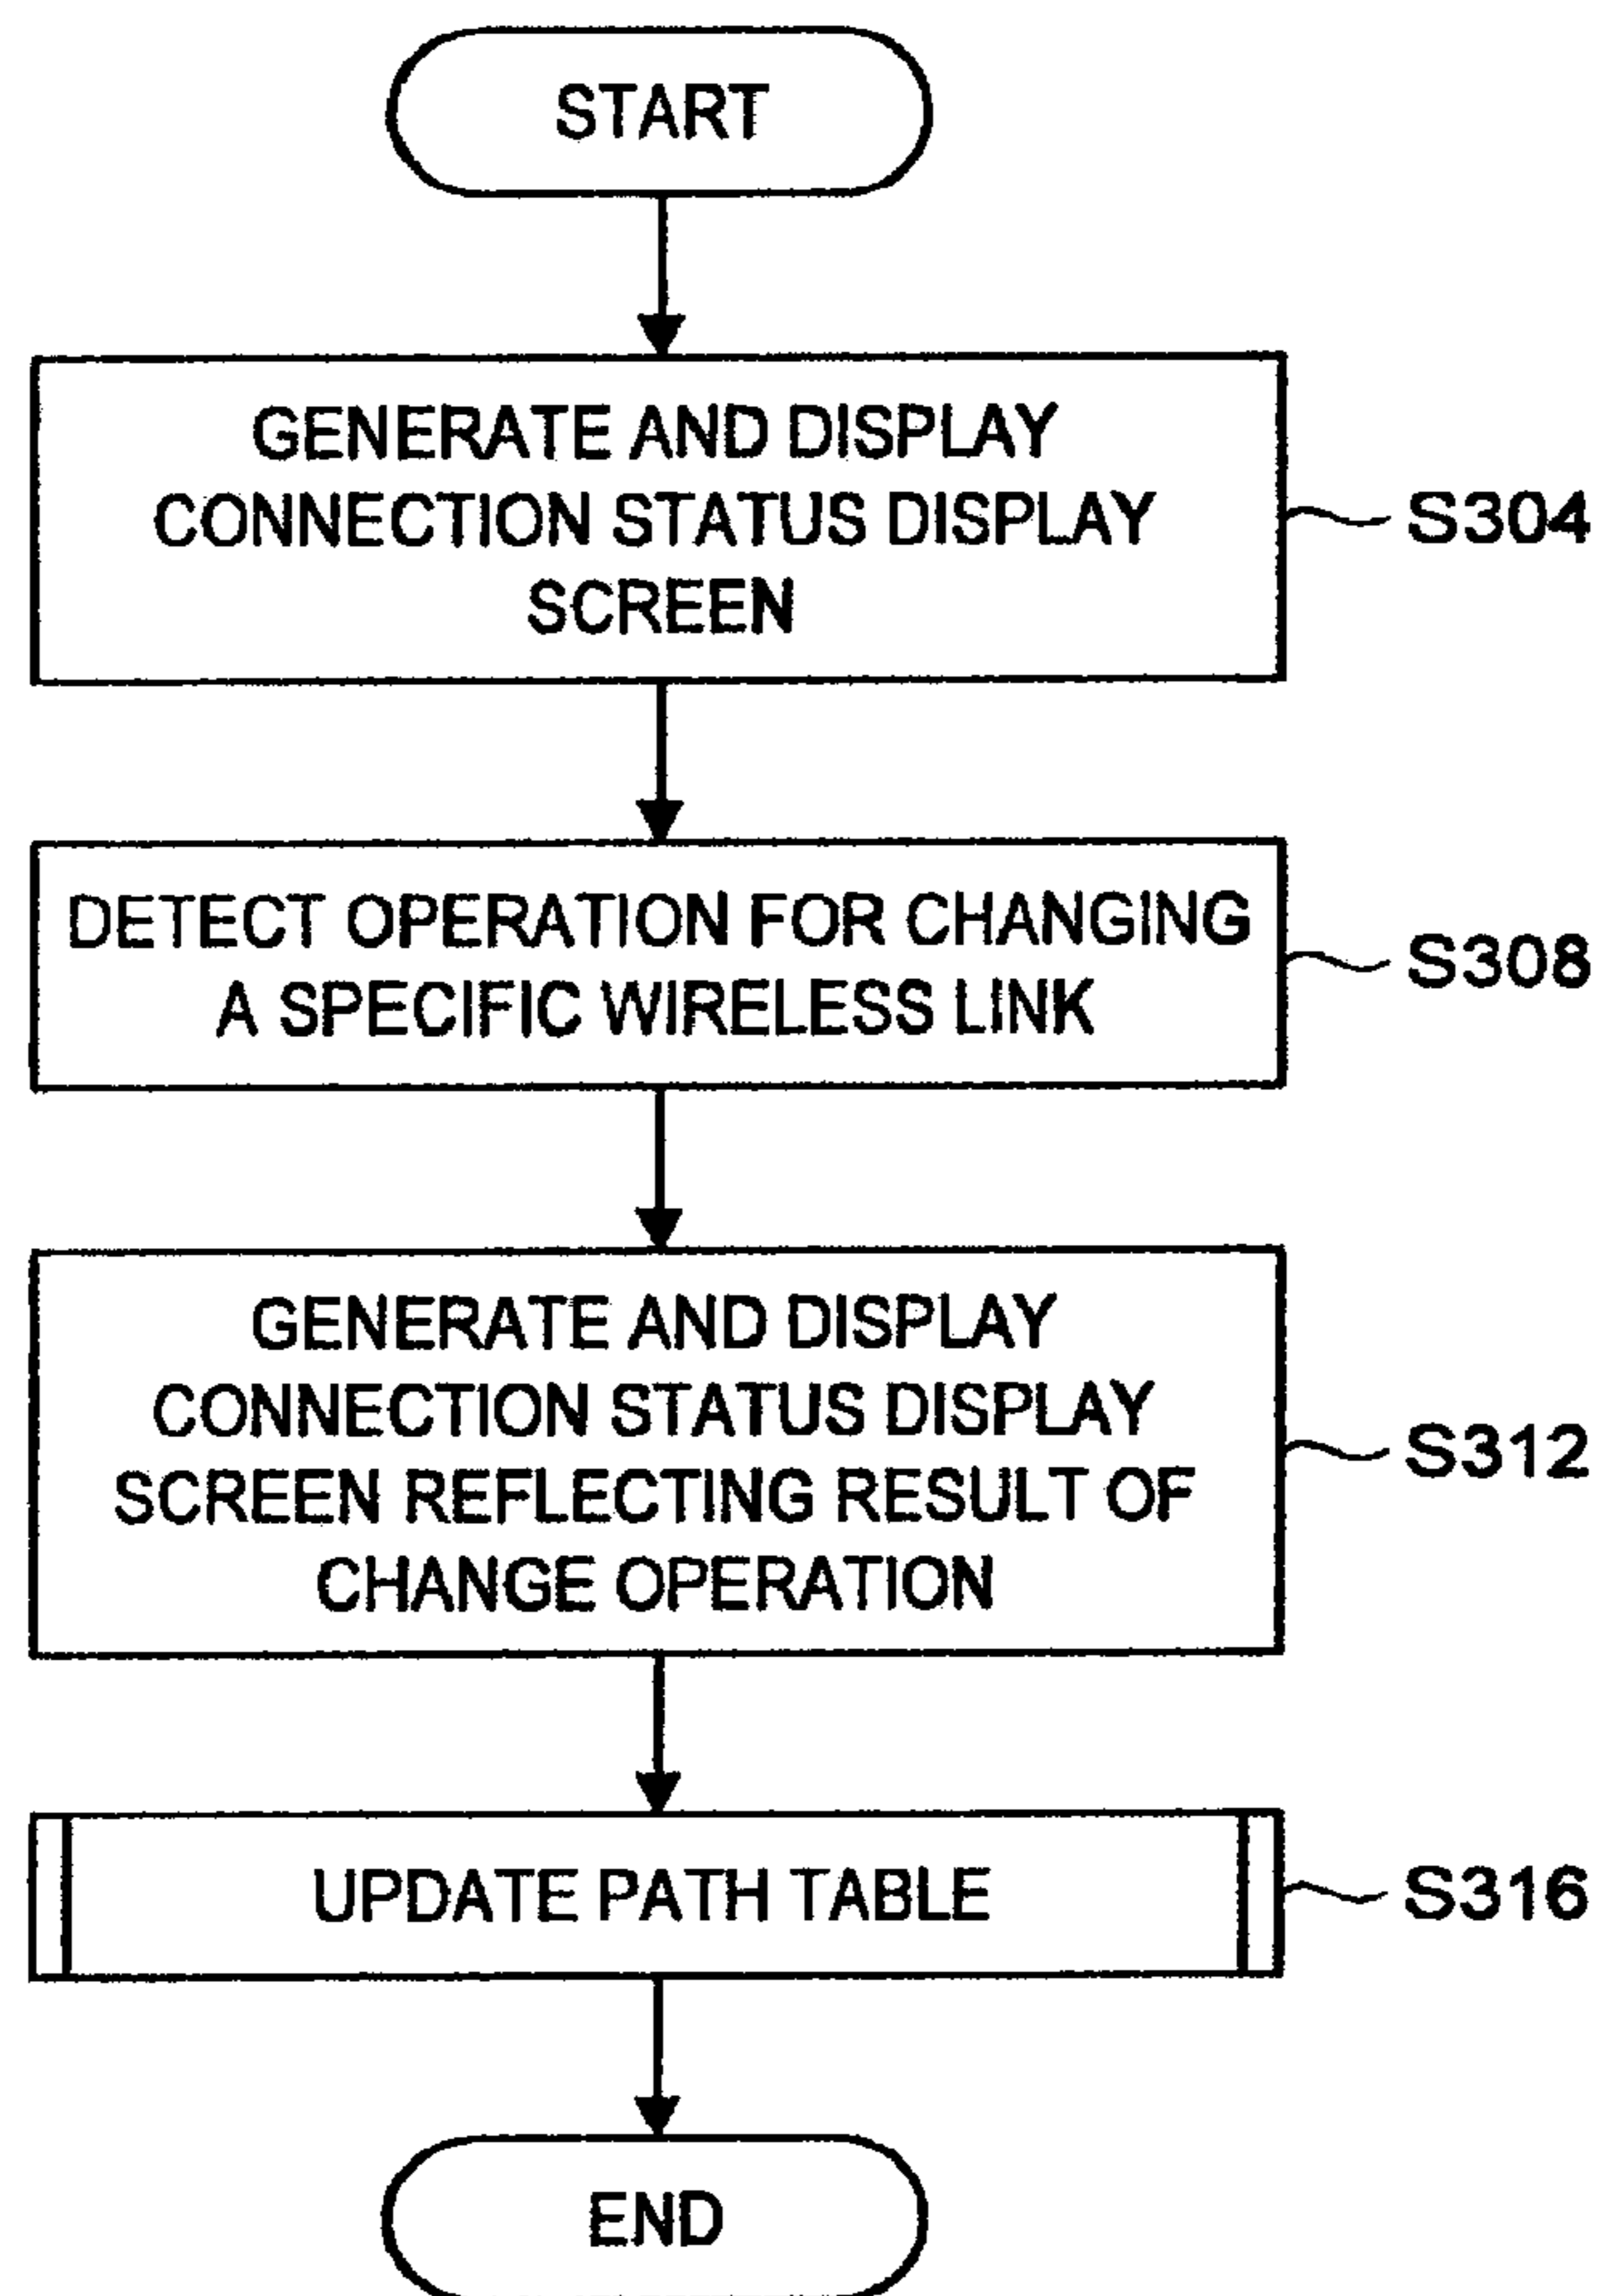 START
GENERATE AND DISPLAY
CONNECTION STATUS DISPLAY
SCREEN
S304
DETECT OPERATION FOR CHANGING
A SPECIFIC WIRELESS LINK
S308
GENERATE AND DISPLAY
CONNECTION STATUS DISPLAY
SCREEN REFLECTING RESULT OF
CHANGE OPERATION
S312
UPDATE PATH TABLE
S316
END